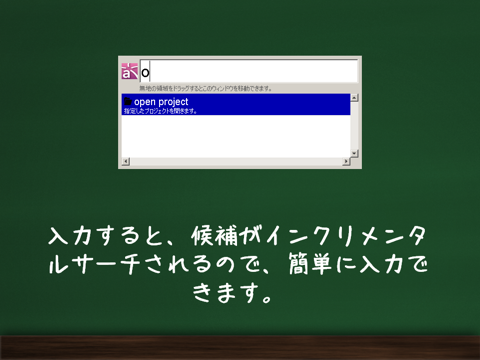 a
o
無地の領域をドラッグするとこのウィンドウを移動できます。
open project
指定したプロジェクトを開きます。
入力すると、候補がインクリメンタ
ルサーチされるので、簡単に入力で
きます。